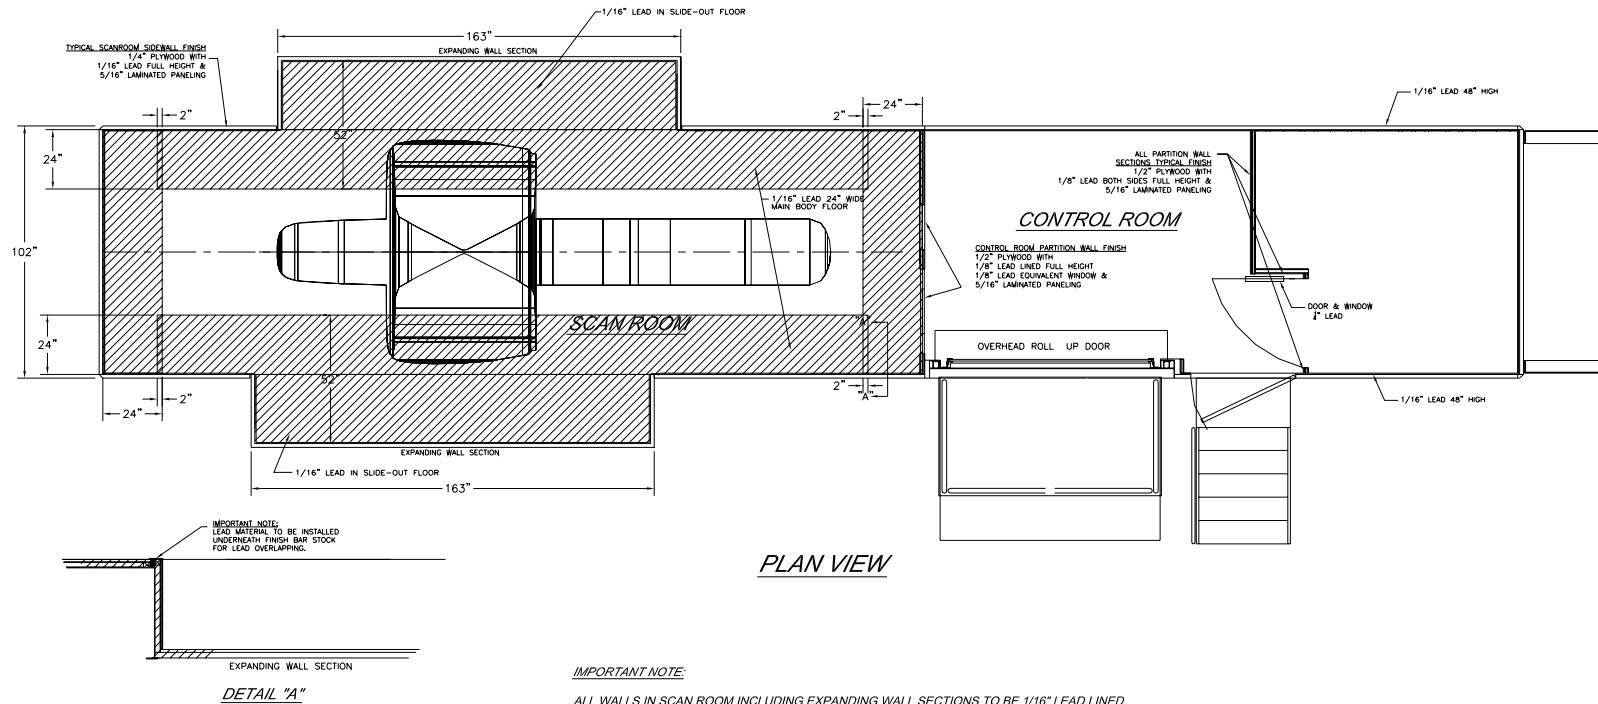 1/16" LEAD IN SLIDE-OUT FLOOR
163"
EXPANDING WALL SECTION
TYPICAL SCANROOM SIDEWALL FINISH
1/4" PLYWOOD WITH
1/16" LEAD FULL HEIGHT &
5/16" LAMINATED PANELING
2"
24"
52"
2"
24"
1/16" LEAD 48" HIGH
ALL PARTITION WALL
SECTIONS TYPICAL FINISH
1/2" PLYWOOD WITH
1/8" LEAD BOTH SIDES FULL HEIGHT &
5/16" LAMINATED PANELING
1/16" LEAD 24" WIDE
MAIN BODY FLOOR
CONTROL ROOM
102"
CONTROL ROOM PARTITION WALL FINISH
1/2" PLYWOOD WITH
1/8" LEAD LINED FULL HEIGHT
1/8" LEAD EQUIVALENT WINDOW &
5/16" LAMINATED PANELING
DOOR & WINDOW
LEAD
SCAN ROOM
"A"
24"
OVERHEAD ROLL UP DOOR
52"
2"
"A"
2"
24"
1/16" LEAD 48" HIGH
EXPANDING WALL SECTION
1/16" LEAD IN SLIDE-OUT FLOOR
163"
IMPORTANT NOTE:
LEAD MATERIAL TO BE INSTALLED
UNDERNEATH FINISH BAR STOCK
FOR LEAD OVERLAPPING.
PLAN VIEW
EXPANDING WALL SECTION
DETAIL "A"
IMPORTANT NOTE:
ALL WALLS IN SCAN ROOM INCLUDING EXPANDING WALL SECTIONS TO BE 1/16" LEAD LINED.